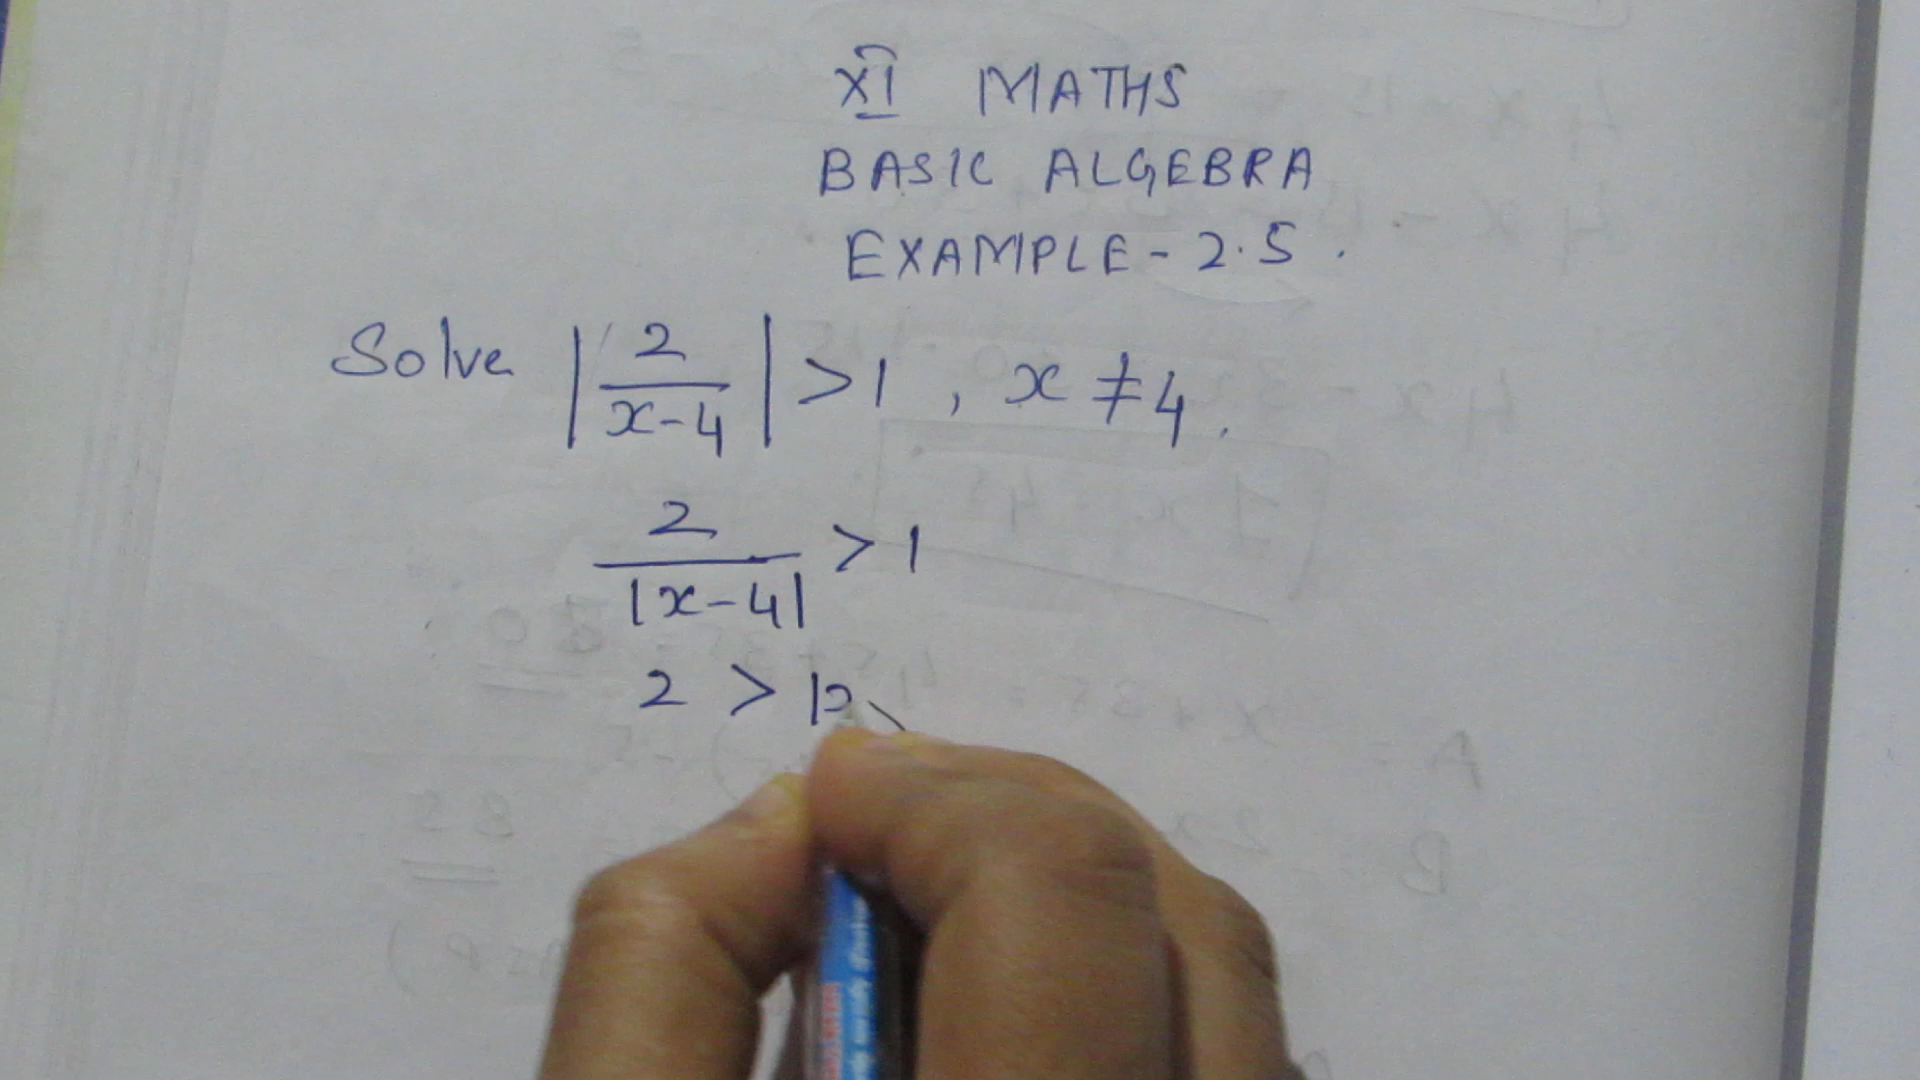 XI MATHS
BASIC ALGEBRA
EXAMPLE - 2.5.
Solve |2/(x-4)| > 1, x ≠ 4.
2/|x-4| > 1
2 > |x